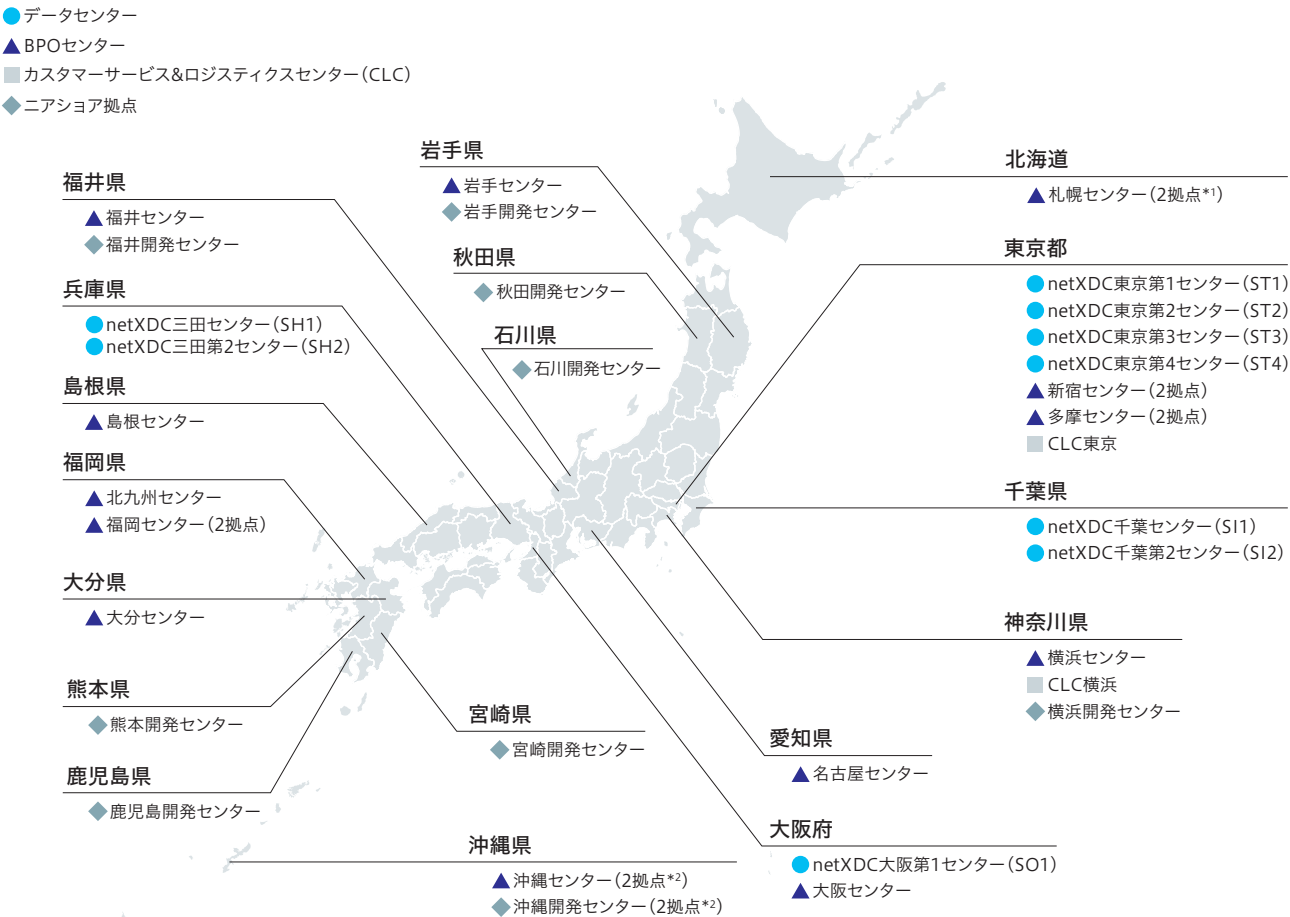 データセンター
BPOセンター
カスタマーサービス&ロジスティクスセンター（CLC）
ニアショア拠点
福井県
福井センター
福井開発センター
兵庫県
netXDC三田センター（SH1）
netXDC三田第2センター（SH2）
島根県
島根センター
福岡県
北九州センター
福岡センター（2拠点）
大分県
大分センター
熊本県
熊本開発センター
鹿児島県
鹿児島開発センター
岩手県
岩手センター
岩手開発センター
秋田県
秋田開発センター
石川県
石川開発センター
宮崎県
宮崎開発センター
沖縄県
沖縄センター（2拠点*2）
沖縄開発センター（2拠点*2）
北海道
札幌センター（2拠点*1）
東京都
netXDC東京第1センター（ST1）
netXDC東京第2センター（ST2）
netXDC東京第3センター（ST3）
netXDC東京第4センター（ST4）
新宿センター（2拠点）
多摩センター（2拠点）
CLC東京
千葉県
netXDC千葉センター（SI1）
netXDC千葉第2センター（SI2）
神奈川県
横浜センター
CLC横浜
横浜開発センター
愛知県
名古屋センター
大阪府
netXDC大阪第1センター（SO1）
大阪センター